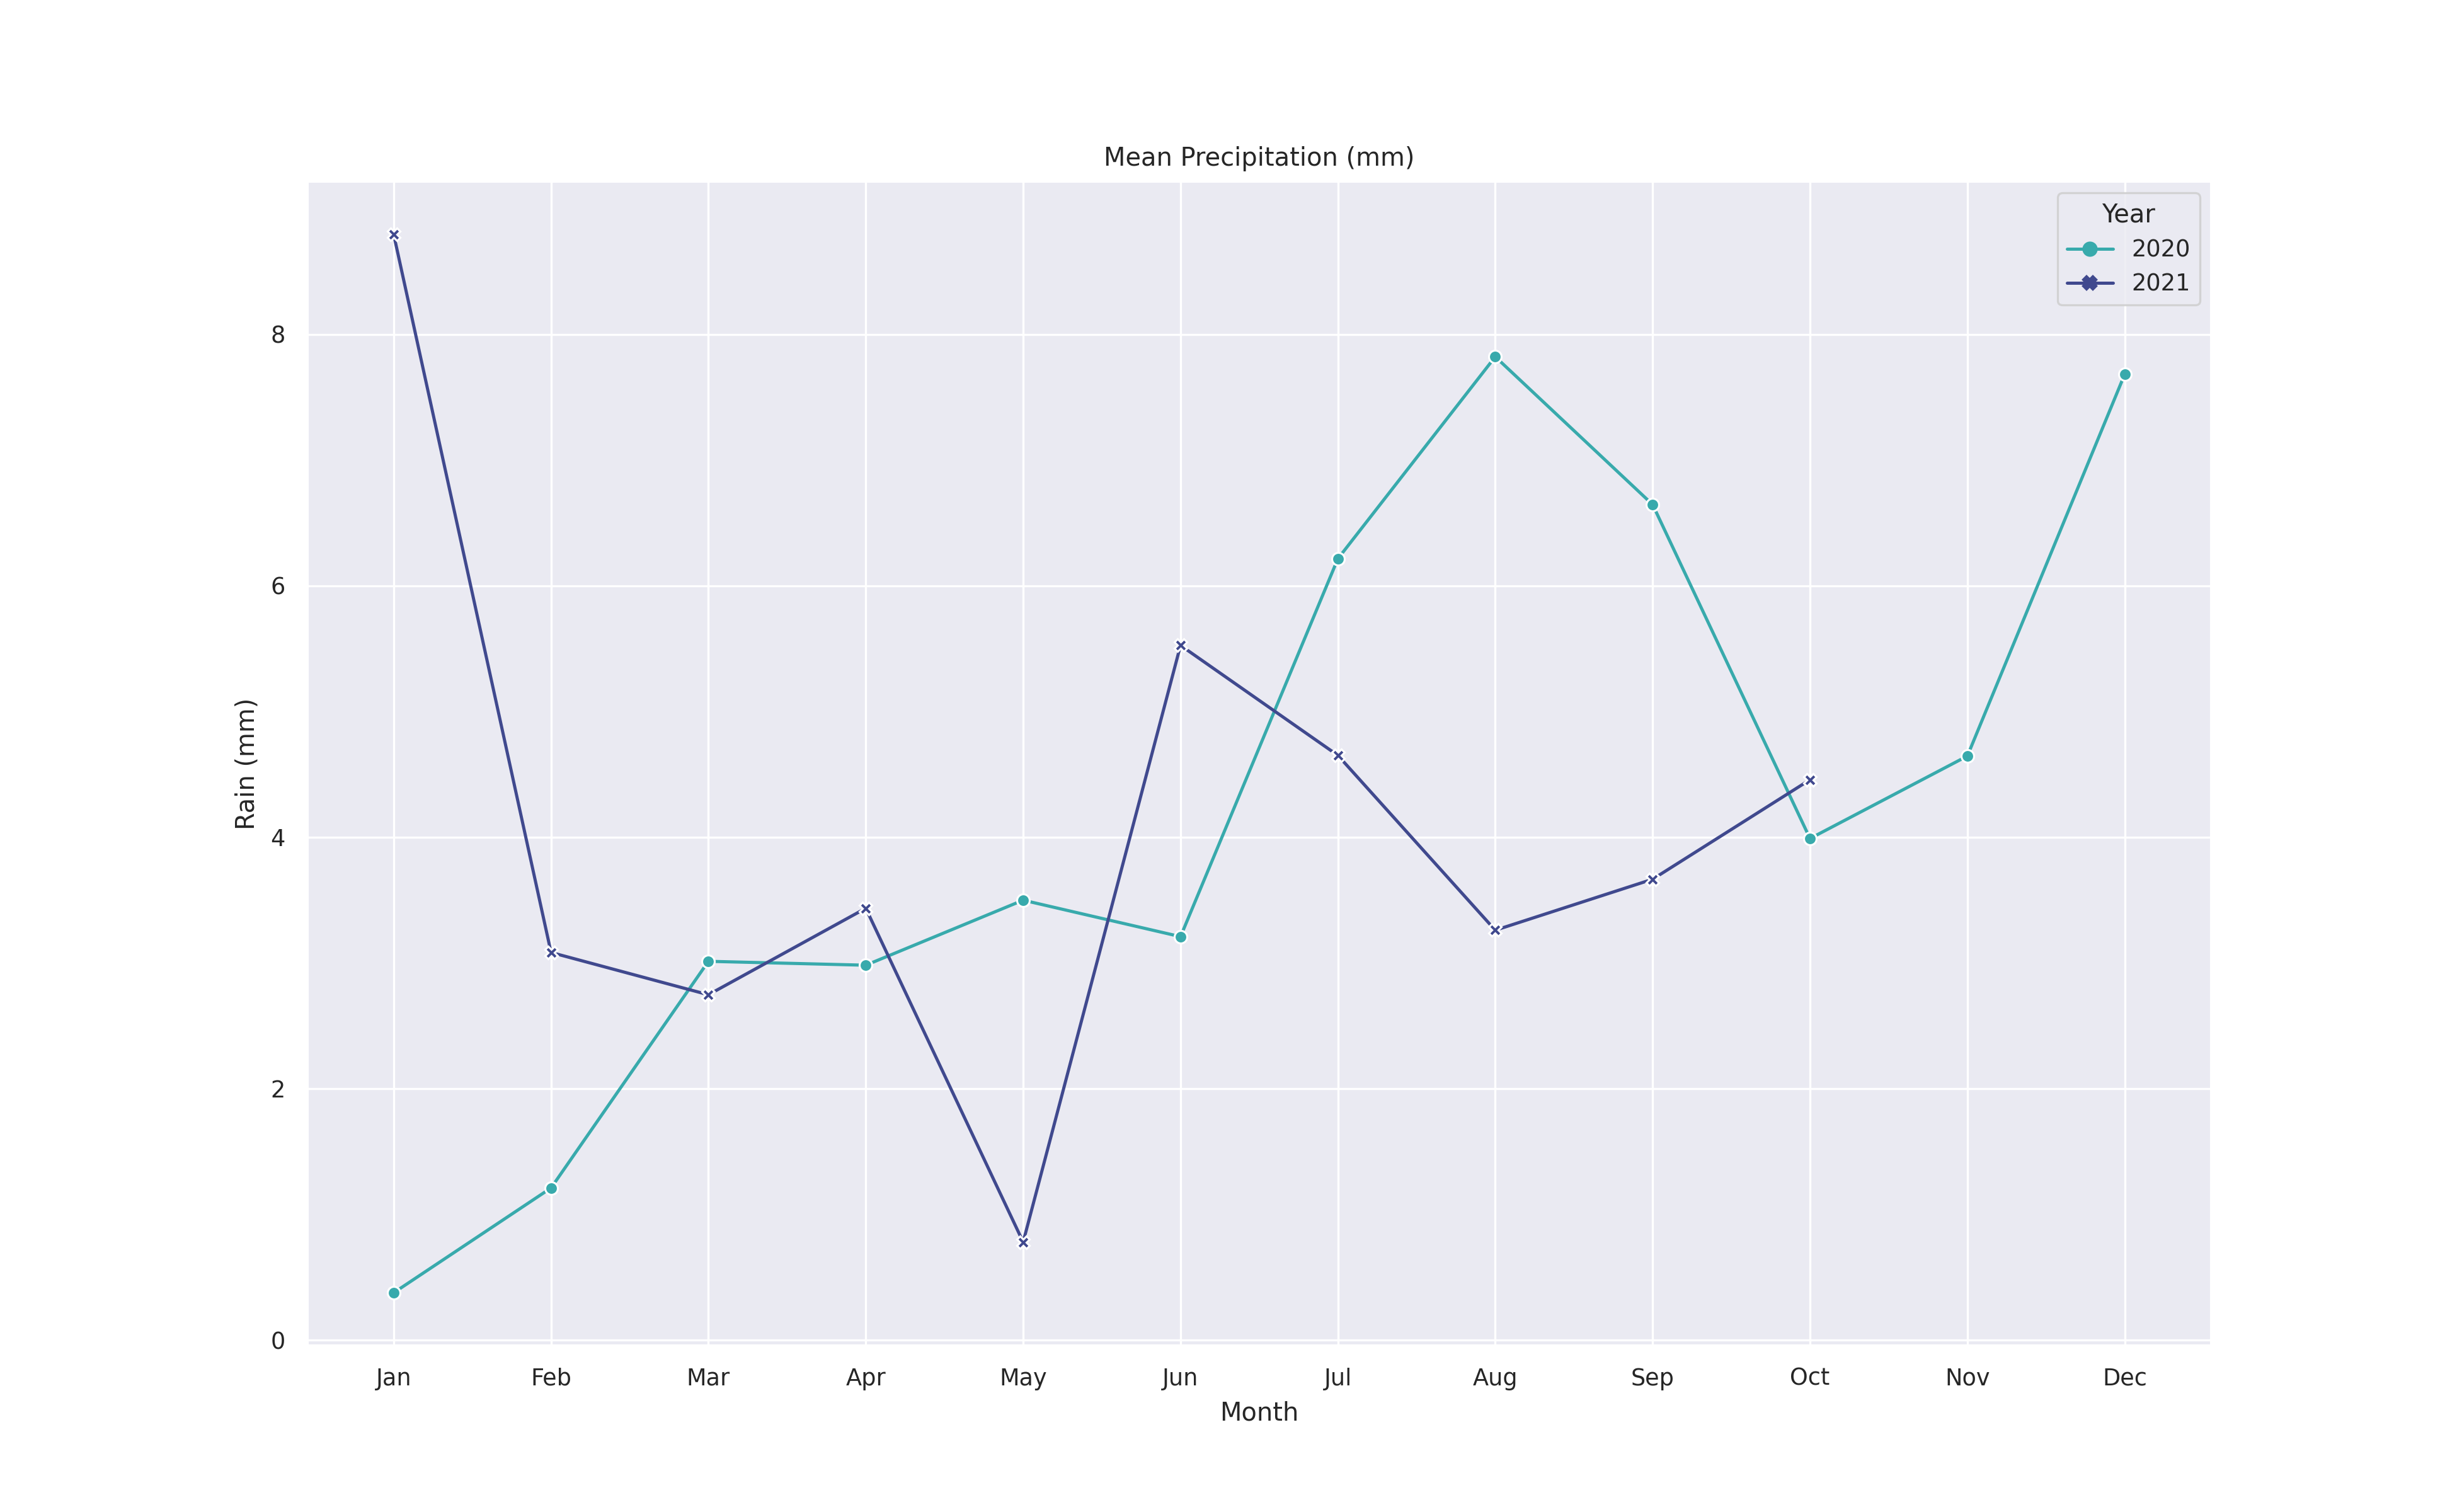 Mean Precipitation (mm)
Year
2020
2021
8
6
4
2
0
Rain (mm)
Jan Feb Mar Apr May Jun Jul Aug Sep Oct Nov Dec
Month